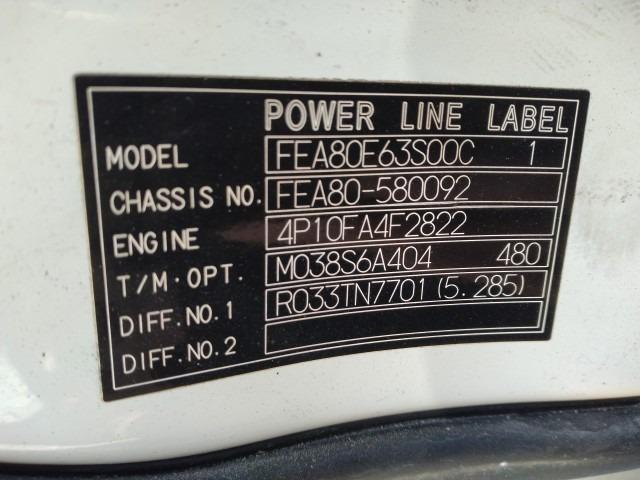 POWER LINE LABEL
MODEL FEA80E63S00C 1
CHASSIS NO. FEA80-580092
ENGINE 4P10FA4F2822
T/M·OPT. M038S6A404 480
DIFF.NO.1 R033TN7701(5.285)
DIFF.NO.2